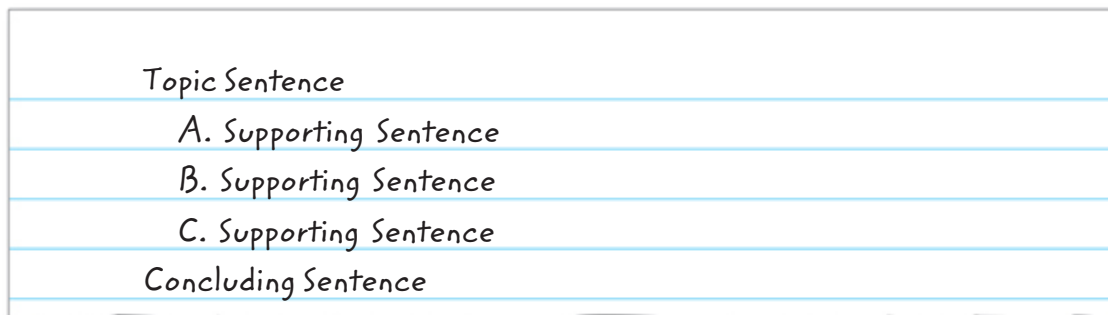 Topic Sentence
A. Supporting Sentence
B. Supporting Sentence
C. Supporting Sentence
Concluding Sentence